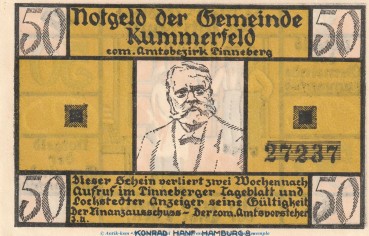 50 Notgeld der Gemeinde 50
Kummerfeld
com. Amtsbezirk Pinneberg
27237
50 Dieser Schein verliert zwei Wochen nach 50
Aufruf im Pinneberger Tageblatt und
Lockstedter Anzeiger seine Gültigkeit
Der Finanzausschuss - Der com. Amtsvorsteher
J.A.
KONRAD HANF HAMBURG 8